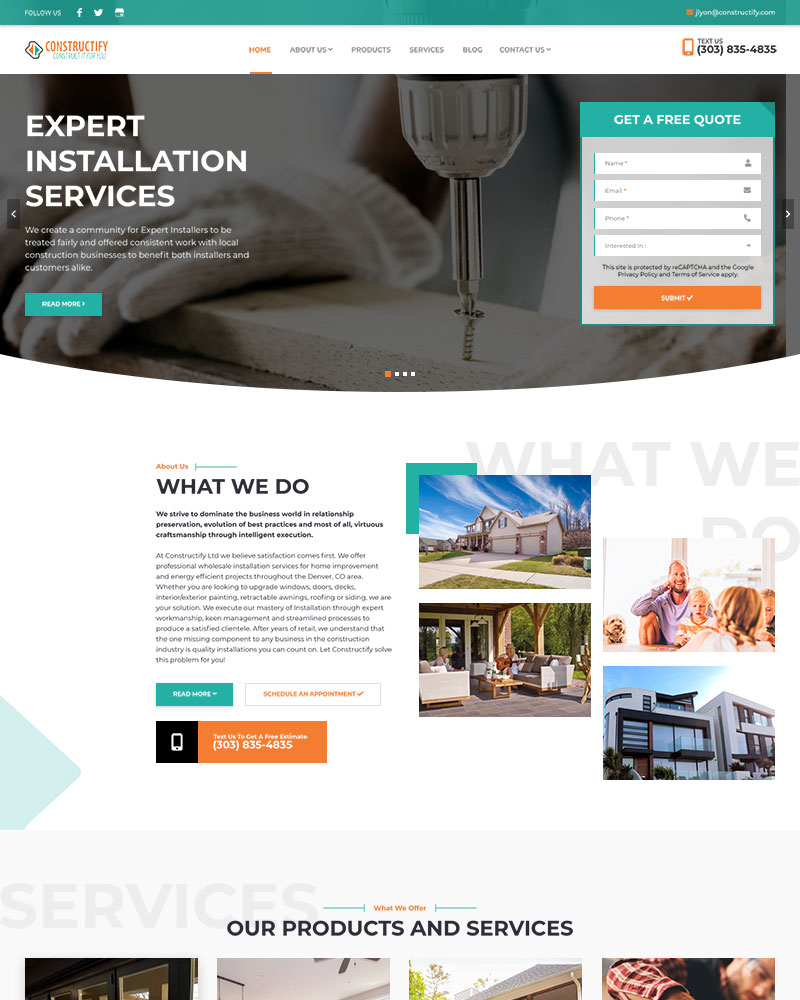 FOLLOW US
jlyon@constructify.com
CONSTRUCTIFY
CONSTRUCT IT FOR YOU
HOME
ABOUT US
PRODUCTS
SERVICES
BLOG
CONTACT US
TEXT US
(303) 835-4835
EXPERT
INSTALLATION
SERVICES
We create a community for Expert Installers to be
treated fairly and offered consistent work with local
construction businesses to benefit both installers and
customers alike.
READ MORE
GET A FREE QUOTE
Name *
Email *
Phone *
Interested In :
This site is protected by reCAPTCHA and the Google
Privacy Policy and Terms of Service apply.
SUBMIT
WHAT WE
DO
About Us
WHAT WE DO
We strive to dominate the business world in relationship
preservation, evolution of best practices and most of all, virtuous
craftsmanship through intelligent execution.
At Constructify Ltd we believe satisfaction comes first. We offer
professional wholesale installation services for home improvement
and energy efficient projects throughout the Denver, CO area.
Whether you are looking to upgrade windows, doors, decks,
interior/exterior painting, retractable awnings, roofing or siding, we are
your solution. We execute our mastery of Installation through expert
workmanship, keen management and streamlined processes to
produce a satisfied clientele. After years of retail, we understand that
the one missing component to any business in the construction
industry is quality installations you can count on. Let Constructify solve
this problem for you!
READ MORE
SCHEDULE AN APPOINTMENT
Text Us To Get A Free Estimate
(303) 835-4835
SERVICES
What We Offer
OUR PRODUCTS AND SERVICES